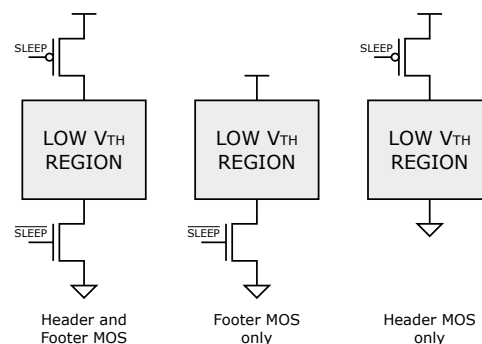 SLEEP
LOW VTH
REGION
SLEEP
Header and
Footer MOS
LOW VTH
REGION
SLEEP
Footer MOS
only
SLEEP
LOW VTH
REGION
Header MOS
only